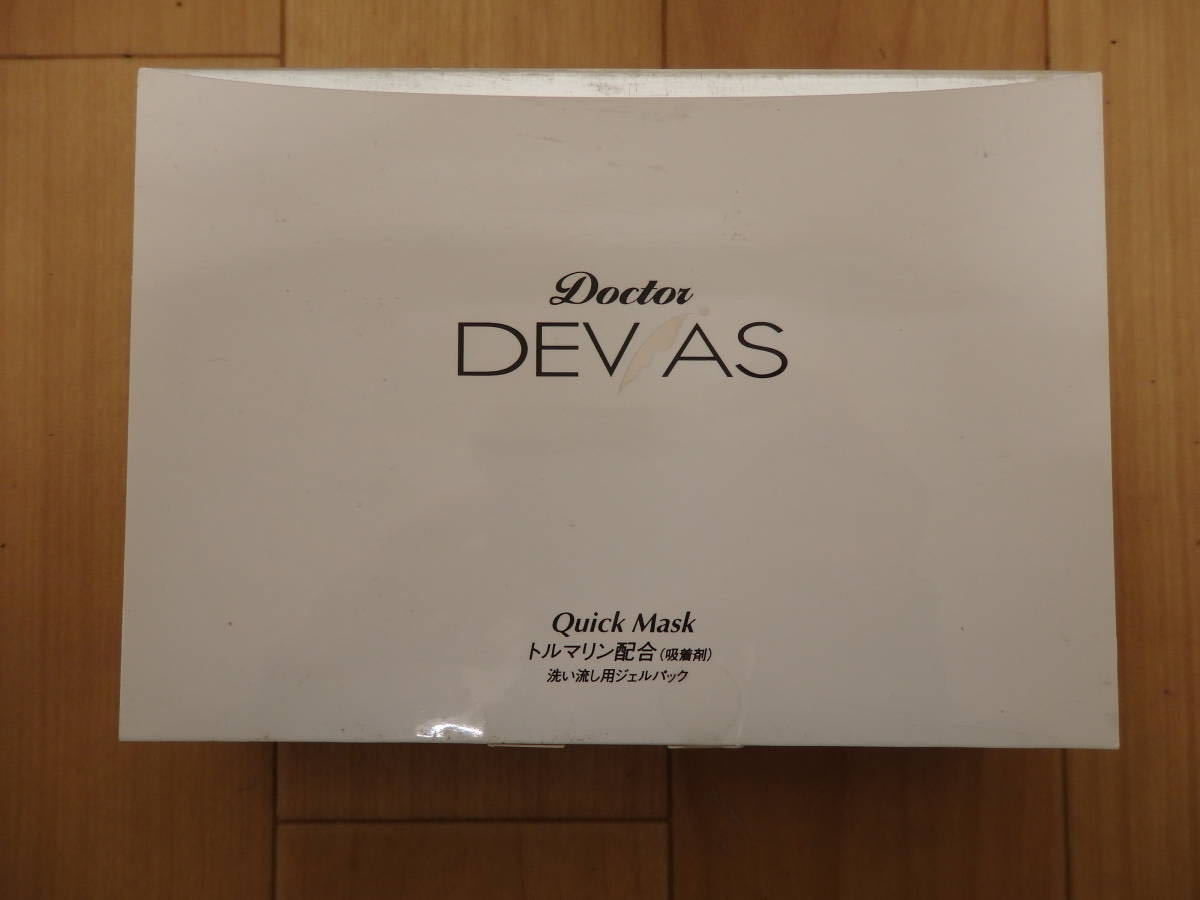 Doctor
DEVAS
Quick Mask
トルマリン配合(吸着剤)
洗い流し用ジェルパック